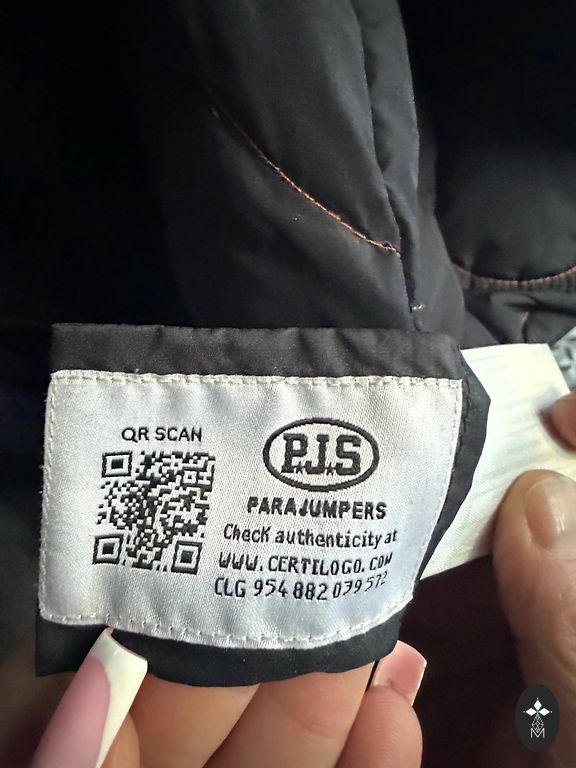 QR SCAN
PJS
PARAJUMPERS
Check authenticity at
WWW.CERTILOGO.COM
CLG 954 882 039 572
M